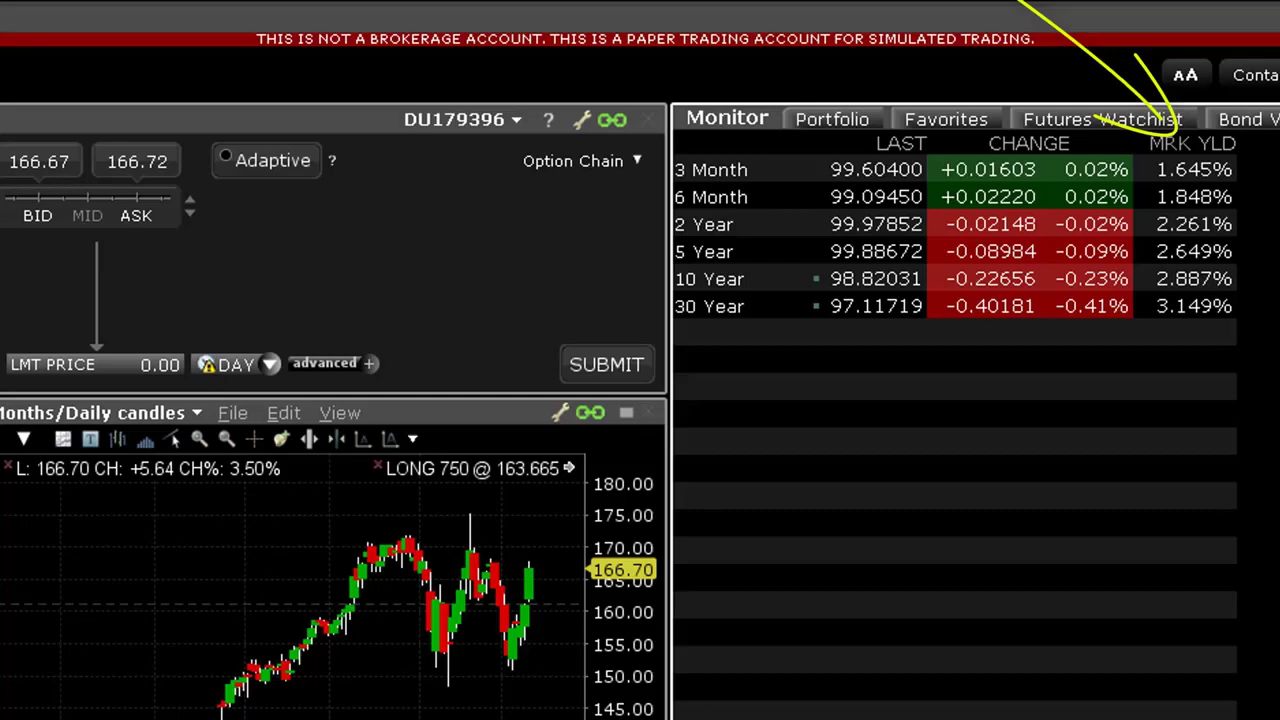 THIS IS NOT A BROKERAGE ACCOUNT. THIS IS A PAPER TRADING ACCOUNT FOR SIMULATED TRADING.
AA Conta
DU179396 ?
166.67 166.72 Adaptive ? Option Chain
BID MID ASK
LMT PRICE 0.00 DAY advanced + SUBMIT
Monitor Portfolio Favorites Futures Watchlist Bond V
LAST CHANGE MRK YLD
3 Month 99.60400 +0.01603 0.02% 1.645%
6 Month 99.09450 +0.02220 0.02% 1.848%
2 Year 99.97852 -0.02148 -0.02% 2.261%
5 Year 99.88672 -0.08984 -0.09% 2.649%
10 Year 98.82031 -0.22656 -0.23% 2.887%
30 Year 97.11719 -0.40181 -0.41% 3.149%
Months/Daily candles File Edit View
L: 166.70 CH: +5.64 CH%: 3.50% LONG 750 @ 163.665
180.00
175.00
170.00
166.70
165.00
160.00
155.00
150.00
145.00